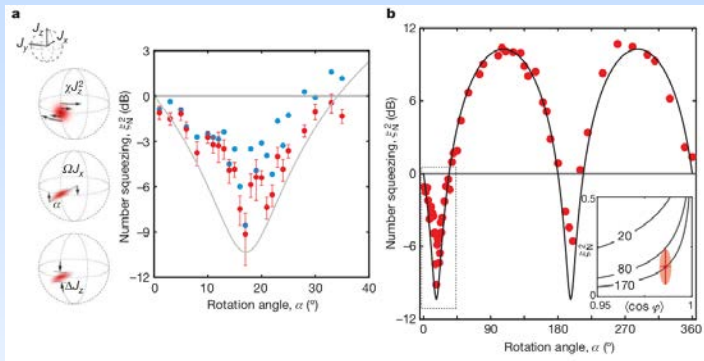 a
J_z
J_y
J_x
χJ_z^2
ΩJ_x
α
ΔJ_z
Number squeezing, ξ_N^2 (dB)
3
0
−3
−6
−9
−12
0
10
20
30
40
Rotation angle, α (°)
b
Number squeezing, ξ_N^2 (dB)
12
6
0
−6
−12
0
90
180
270
360
Rotation angle, α (°)
0.5
ξ_N^2
0
20
80
170
0.95
⟨cos φ⟩
1